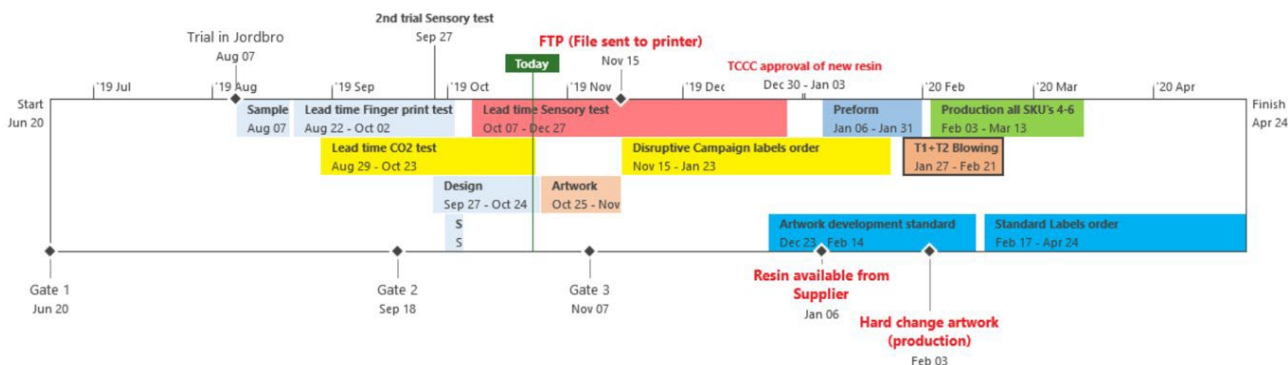 2nd trial Sensory test
Sep 27
Trial in Jordbro
Aug 07
FTP (File sent to printer)
Nov 15
Today
TCCC approval of new resin
Dec 30 - Jan 03
'19 Jul
'19 Aug
'19 Sep
'19 Oct
'19 Nov
'19 Dec
'20 Feb
'20 Mar
'20 Apr
Start
Jun 20
Finish
Apr 24
Sample
Aug 07
Lead time Finger print test
Aug 22 - Oct 02
Lead time Sensory test
Oct 07 - Dec 27
Preform
Jan 06 - Jan 31
Production all SKU's 4-6
Feb 03 - Mar 13
Lead time CO2 test
Aug 29 - Oct 23
Disruptive Campaign labels order
Nov 15 - Jan 23
T1+T2 Blowing
Jan 27 - Feb 21
Design
Sep 27 - Oct 24
Artwork
Oct 25 - Nov
S
S
Artwork development standard
Dec 23 - Feb 14
Standard Labels order
Feb 17 - Apr 24
Gate 1
Jun 20
Gate 2
Sep 18
Gate 3
Nov 07
Resin available from
Supplier
Jan 06
Hard change artwork
(production)
Feb 03